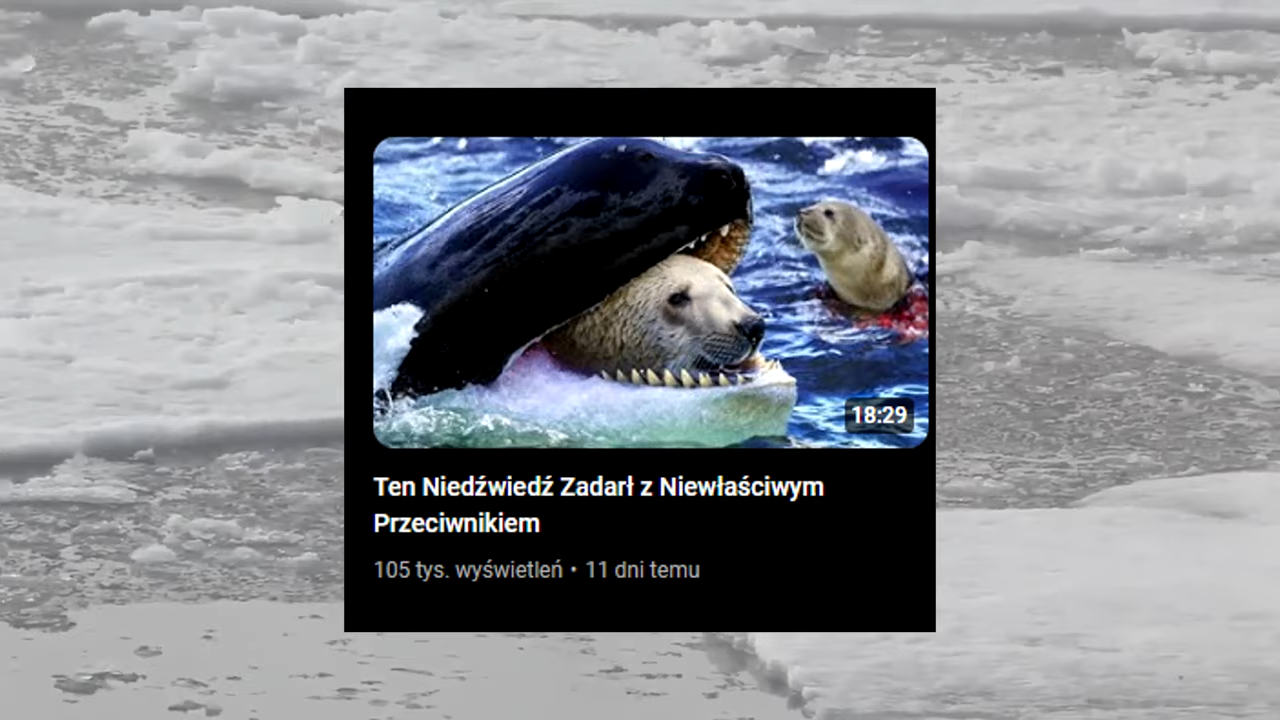 18:29
Ten Niedźwiedź Zadarł z Niewłaściwym
Przeciwnikiem
105 tys. wyświetleń • 11 dni temu